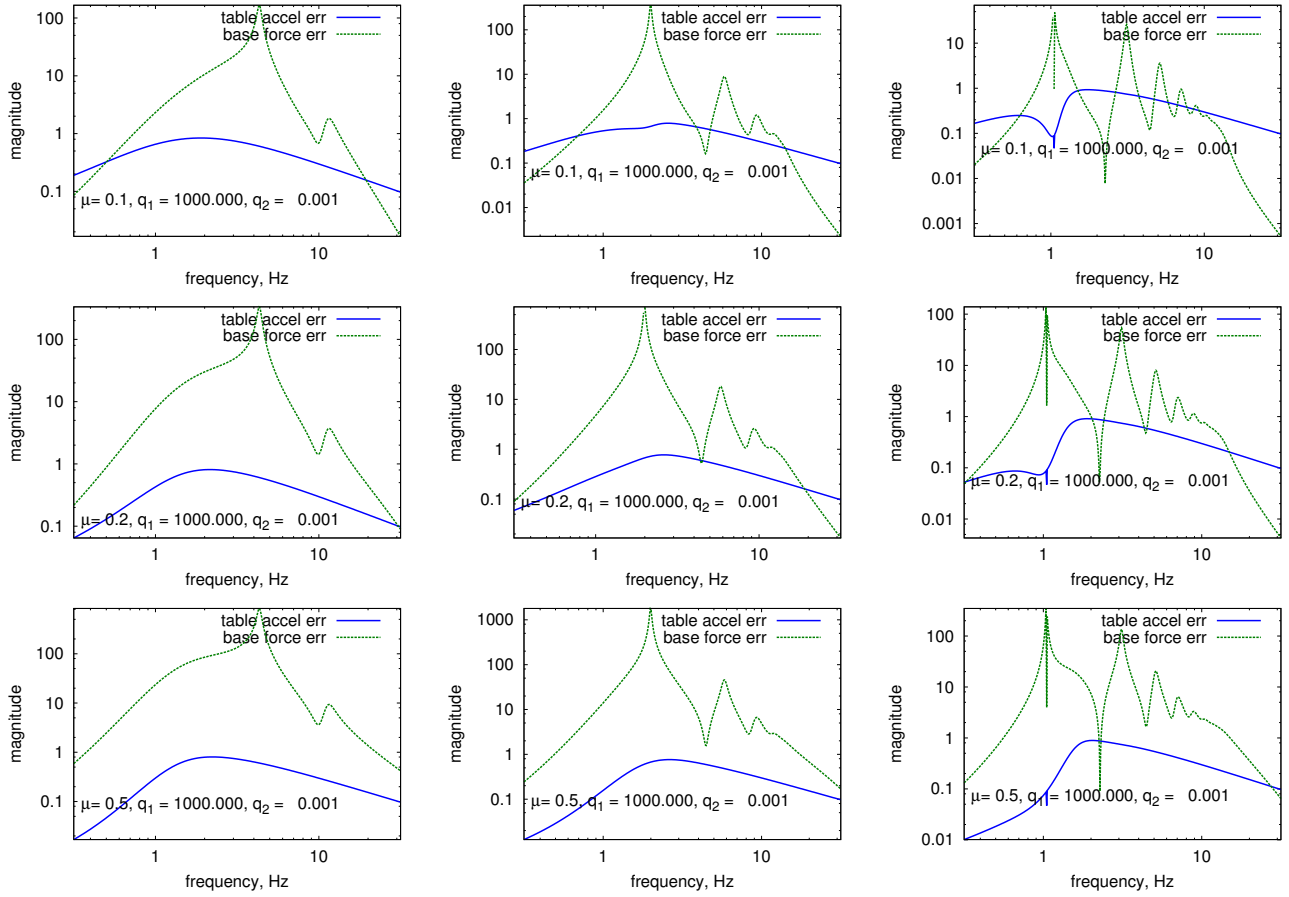 magnitude
100
10
1
0.1
table accel err
base force err
μ= 0.1, q1 = 1000.000, q2 = 0.001
1 10
frequency, Hz
magnitude
100
10
1
0.1
0.01
table accel err
base force err
μ= 0.1, q1 = 1000.000, q2 = 0.001
1 10
frequency, Hz
magnitude
10
1
0.1
0.01
0.001
table accel err
base force err
μ= 0.1, q1 = 1000.000, q2 = 0.001
1 10
frequency, Hz
magnitude
100
10
1
0.1
table accel err
base force err
μ= 0.2, q1 = 1000.000, q2 = 0.001
1 10
frequency, Hz
magnitude
100
10
1
0.1
table accel err
base force err
μ= 0.2, q1 = 1000.000, q2 = 0.001
1 10
frequency, Hz
magnitude
100
10
1
0.1
0.01
table accel err
base force err
μ= 0.2, q1 = 1000.000, q2 = 0.001
1 10
frequency, Hz
magnitude
100
10
1
0.1
table accel err
base force err
μ= 0.5, q1 = 1000.000, q2 = 0.001
1 10
frequency, Hz
magnitude
1000
100
10
1
0.1
table accel err
base force err
μ= 0.5, q1 = 1000.000, q2 = 0.001
1 10
frequency, Hz
magnitude
100
10
1
0.1
0.01
table accel err
base force err
μ= 0.5, q1 = 1000.000, q2 = 0.001
1 10
frequency, Hz